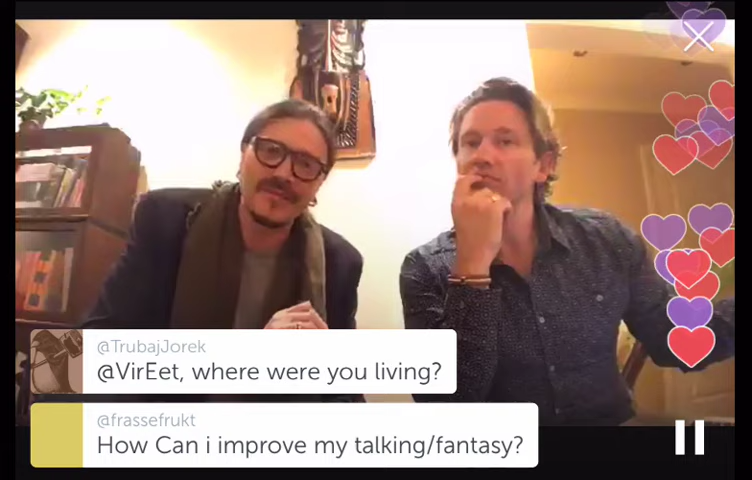 @TrubajJorek
@VirEet, where were you living?
@frassefrukt
How Can i improve my talking/fantasy?